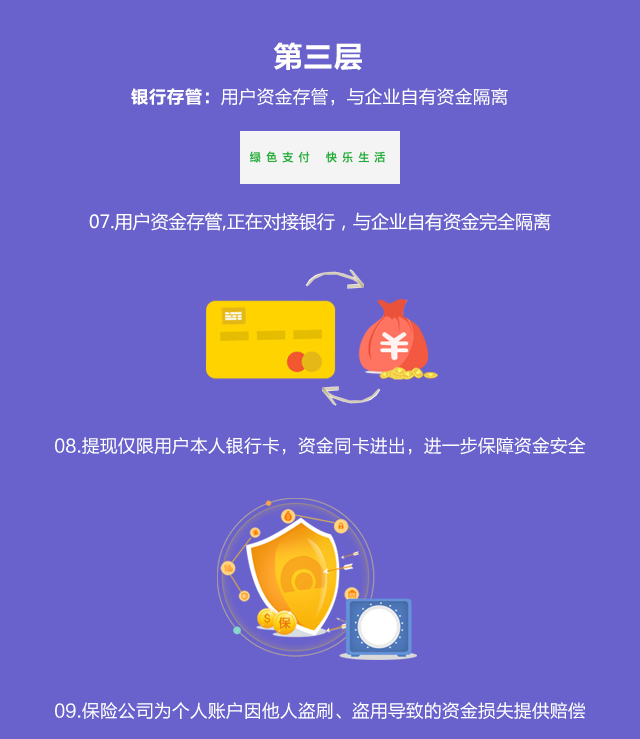 第三层
银行存管：用户资金存管，与企业自有资金隔离
绿色支付 快乐生活
07.用户资金存管,正在对接银行，与企业自有资金完全隔离
¥
08.提现仅限用户本人银行卡，资金同卡进出，进一步保障资金安全
$
保
09.保险公司为个人账户因他人盗刷、盗用导致的资金损失提供赔偿